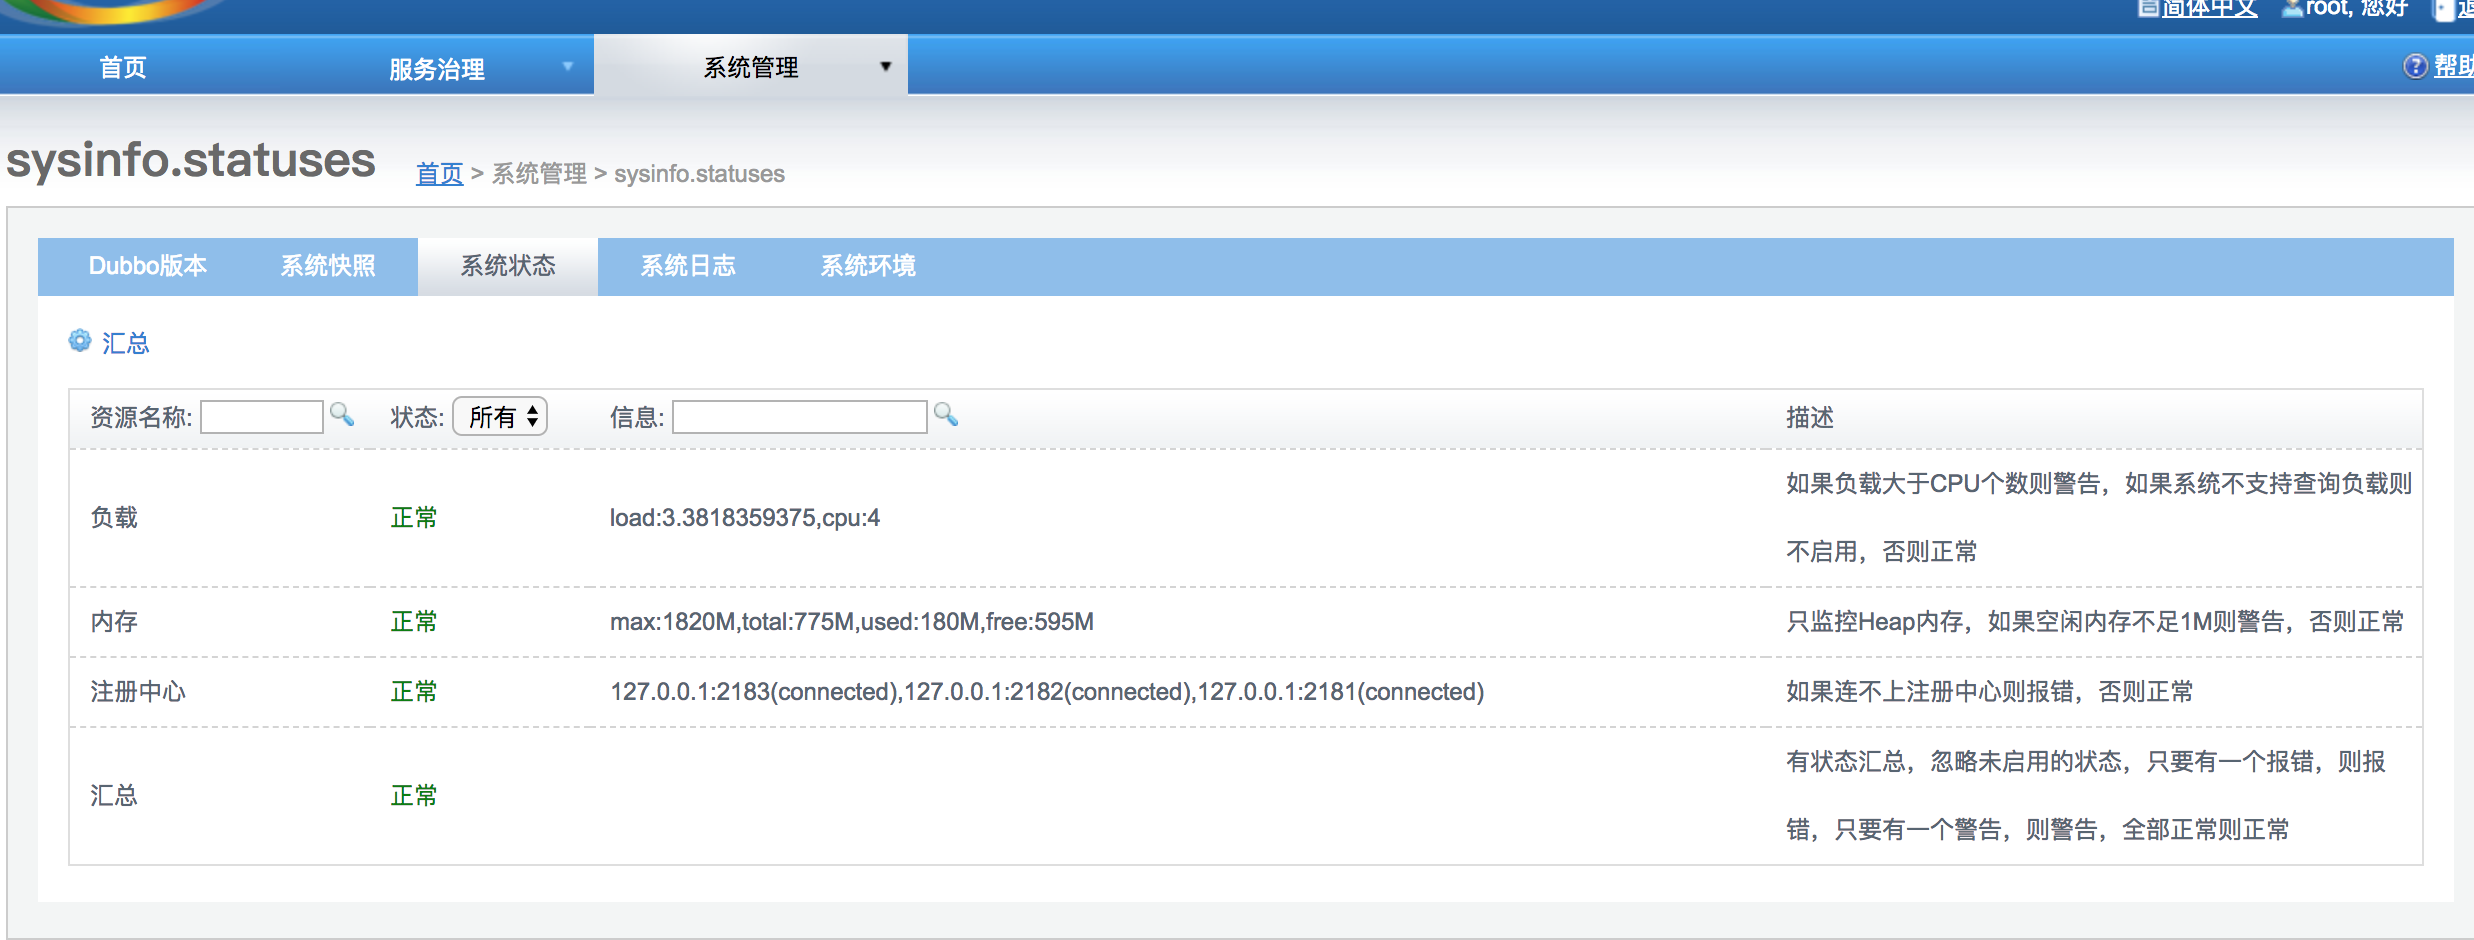 简体中文 root, 您好
首页 服务治理 系统管理 帮助
sysinfo.statuses 首页 > 系统管理 > sysinfo.statuses
Dubbo版本 系统快照 系统状态 系统日志 系统环境
汇总
资源名称: 状态: 所有 信息: 描述
负载 正常 load:3.3818359375,cpu:4 如果负载大于CPU个数则警告，如果系统不支持查询负载则
不启用，否则正常
内存 正常 max:1820M,total:775M,used:180M,free:595M 只监控Heap内存，如果空闲内存不足1M则警告，否则正常
注册中心 正常 127.0.0.1:2183(connected),127.0.0.1:2182(connected),127.0.0.1:2181(connected) 如果连不上注册中心则报错，否则正常
汇总 正常 有状态汇总，忽略未启用的状态，只要有一个报错，则报
错，只要有一个警告，则警告，全部正常则正常